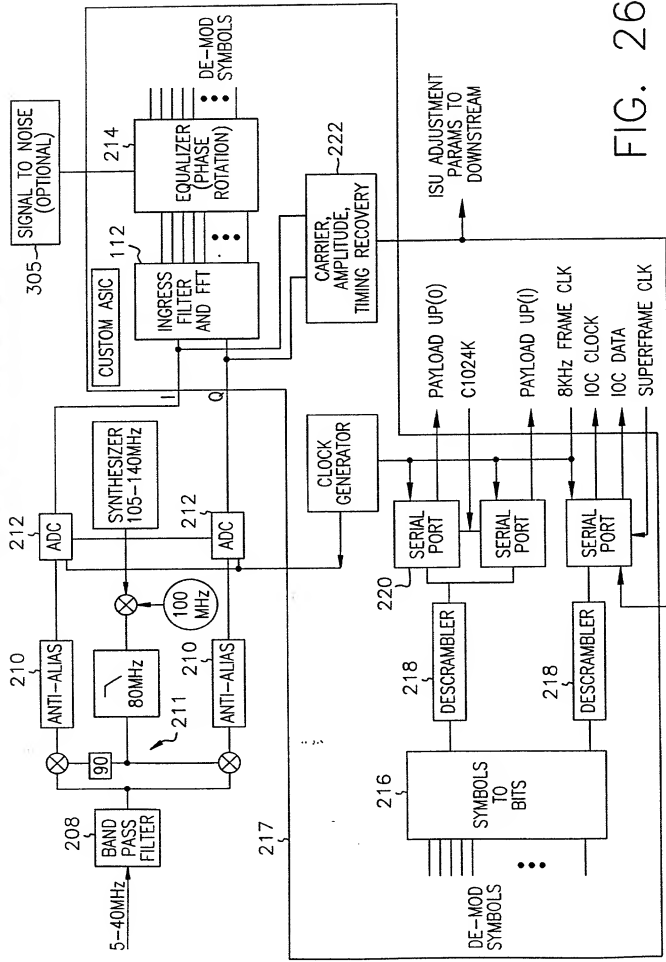 5-40MHz
208
BAND
PASS
FILTER
90
211
210
ANTI-ALIAS
80MHz
210
ANTI-ALIAS
100
MHz
SYNTHESIZER
105-140MHz
212
ADC
212
ADC
CLOCK
GENERATOR
I
Q
CUSTOM ASIC
112
INGRESS
FILTER
AND FFT
305
SIGNAL TO NOISE
(OPTIONAL)
214
EQUALIZER
(PHASE
ROTATION)
DE-MOD
SYMBOLS
222
CARRIER,
AMPLITUDE,
TIMING RECOVERY
ISU ADJUSTMENT
PARAMS TO
DOWNSTREAM
217
DE-MOD
SYMBOLS
216
SYMBOLS
TO
BITS
218
DESCRAMBLER
218
DESCRAMBLER
220
SERIAL
PORT
SERIAL
PORT
SERIAL
PORT
PAYLOAD UP(0)
C1024K
PAYLOAD UP(1)
8KHz FRAME CLK
IOC CLOCK
IOC DATA
SUPERFRAME CLK
FIG. 26